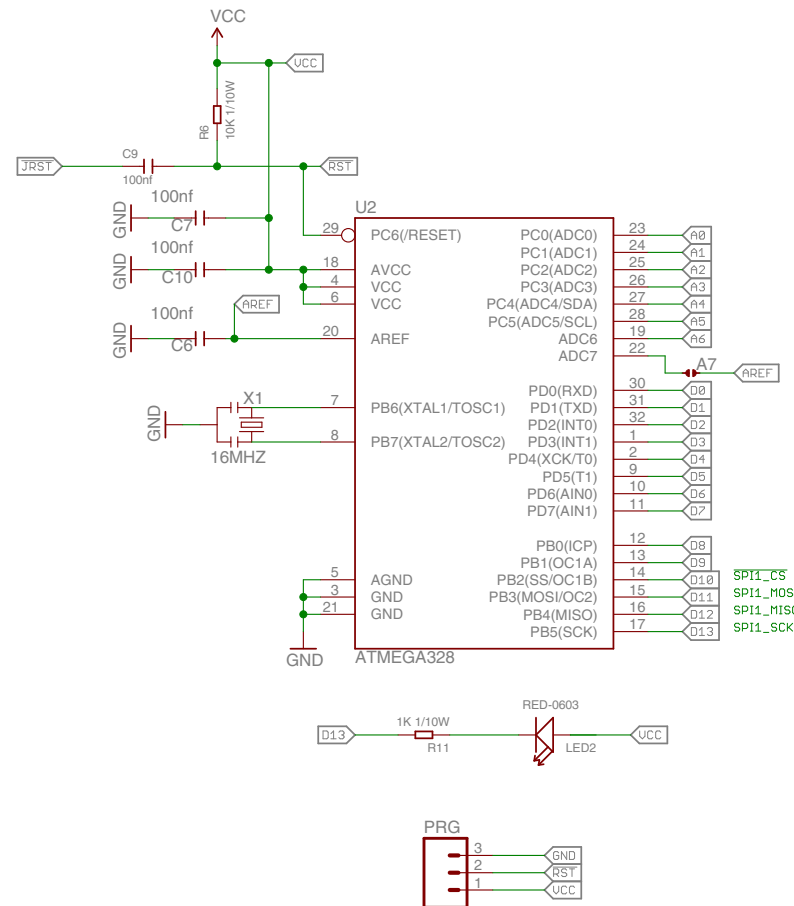 VCC
VCC
R6
10K 1/10W
JRST
C9
100nf
RST
100nf
GND
C7
100nf
GND
C10
100nf
GND
C6
AREF
U2
29 PC6(/RESET)
18 AVCC
4 VCC
6 VCC
20 AREF
7 PB6(XTAL1/TOSC1)
8 PB7(XTAL2/TOSC2)
5 AGND
3 GND
21 GND
GND
X1
16MHZ
GND
PC0(ADC0) 23 A0
PC1(ADC1) 24 A1
PC2(ADC2) 25 A2
PC3(ADC3) 26 A3
PC4(ADC4/SDA) 27 A4
PC5(ADC5/SCL) 28 A5
ADC6 19 A6
ADC7 22
A7
AREF
PD0(RXD) 30 D0
PD1(TXD) 31 D1
PD2(INT0) 32 D2
PD3(INT1) 1 D3
PD4(XCK/T0) 2 D4
PD5(T1) 9 D5
PD6(AIN0) 10 D6
PD7(AIN1) 11 D7
PB0(ICP) 12 D8
PB1(OC1A) 13 D9
PB2(SS/OC1B) 14 D10 SPI1_CS
PB3(MOSI/OC2) 15 D11 SPI1_MOS
PB4(MISO) 16 D12 SPI1_MISO
PB5(SCK) 17 D13 SPI1_SCK
ATMEGA328
D13
1K 1/10W
R11
RED-0603
LED2
VCC
PRG
3 GND
2 RST
1 VCC